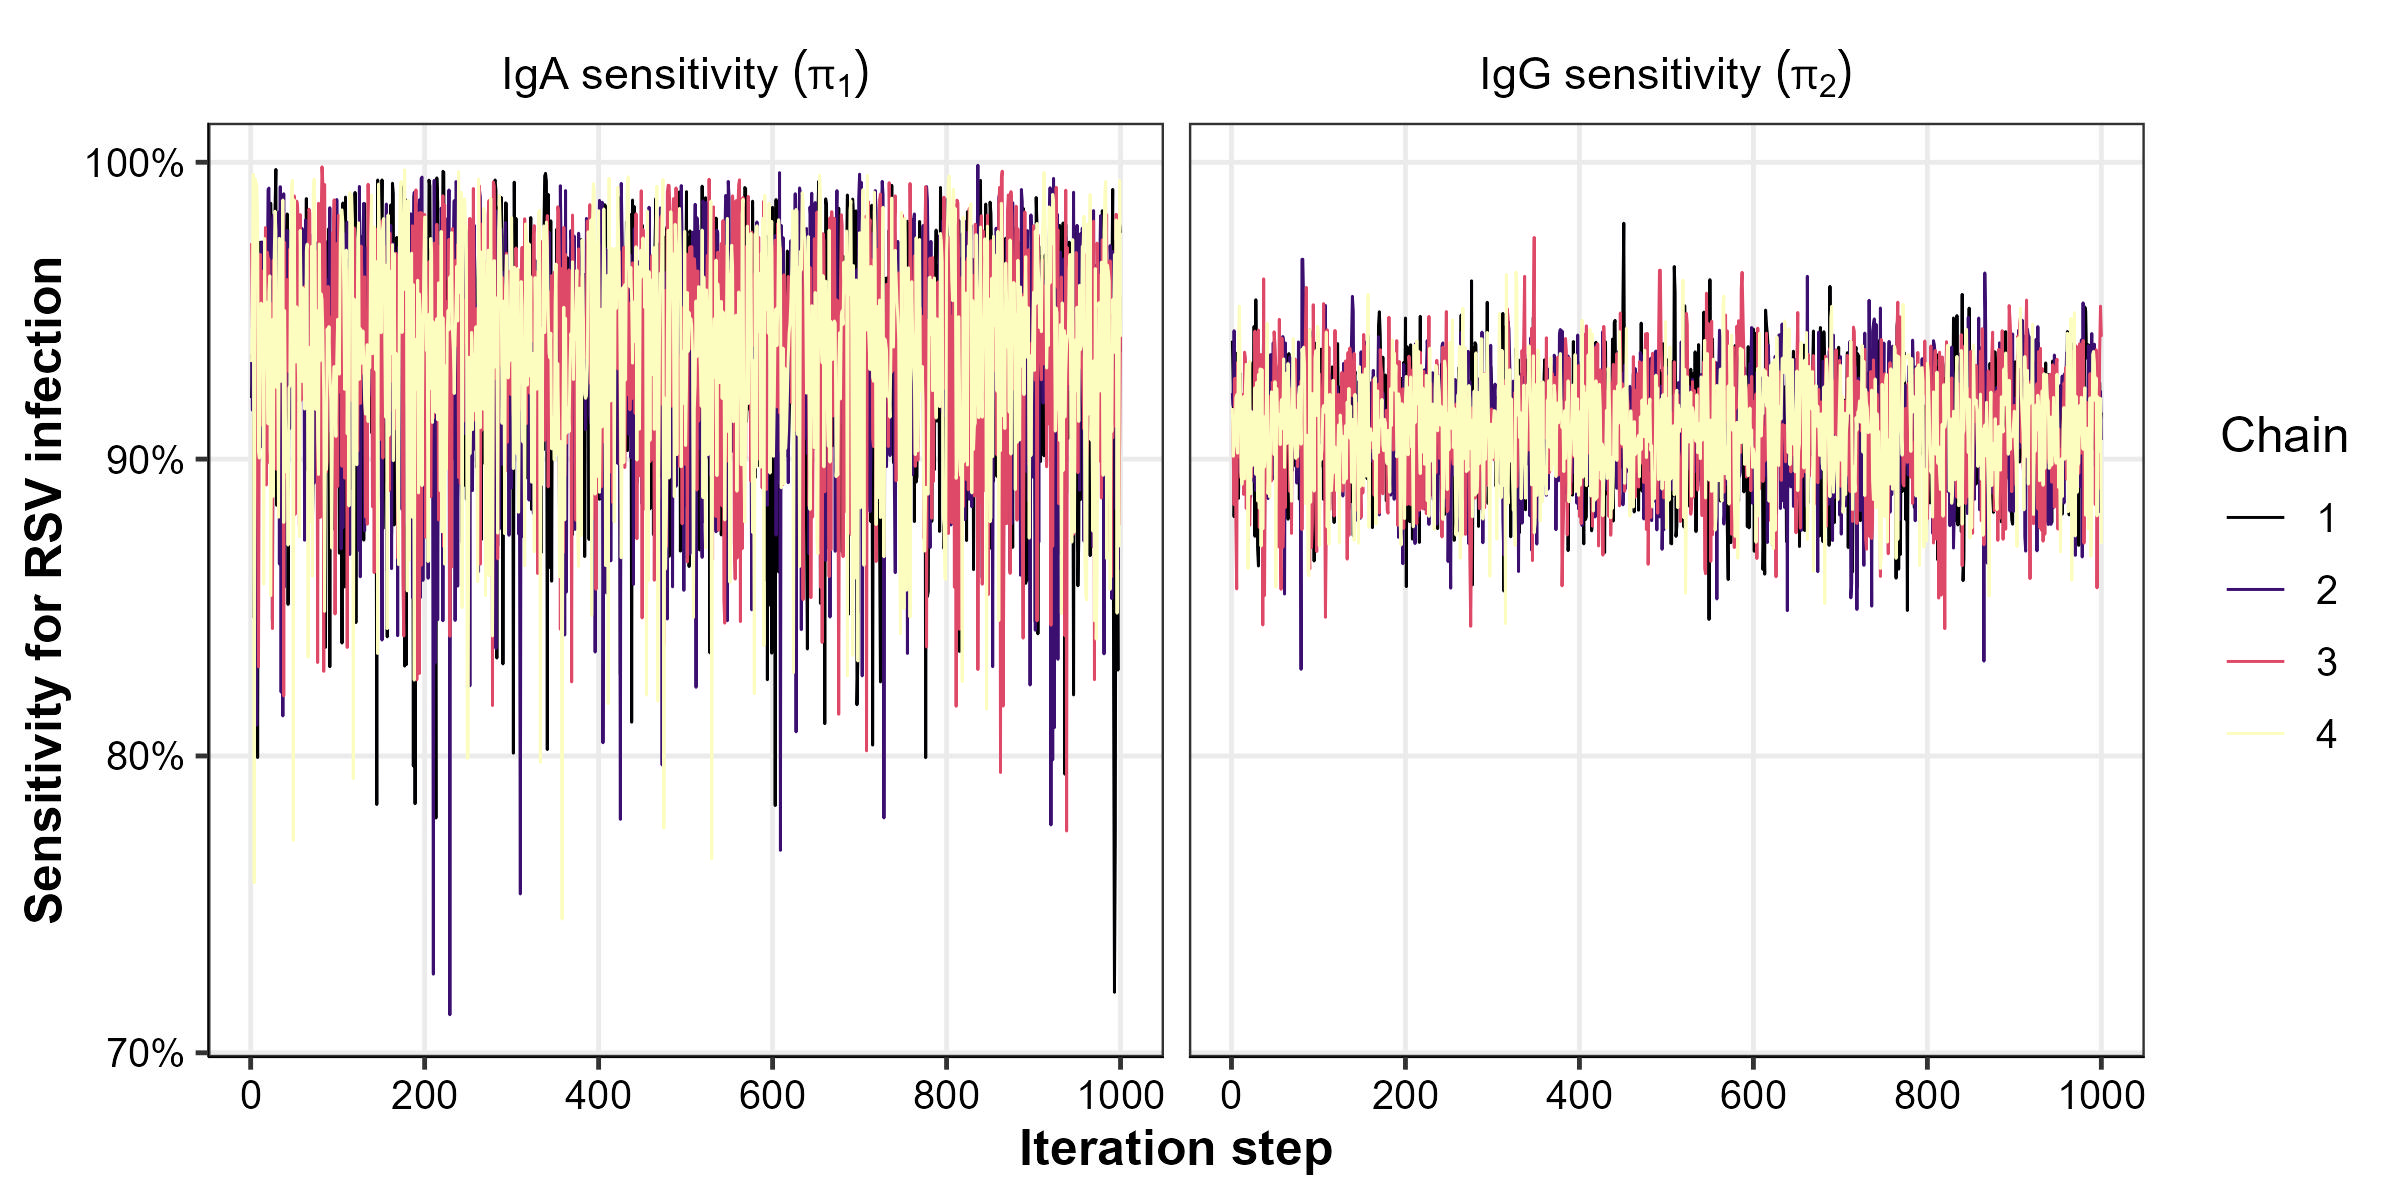 IgA sensitivity (π₁)
IgG sensitivity (π₂)
Sensitivity for RSV infection
100%
90%
80%
70%
0 200 400 600 800 1000
0 200 400 600 800 1000
Iteration step
Chain
1
2
3
4